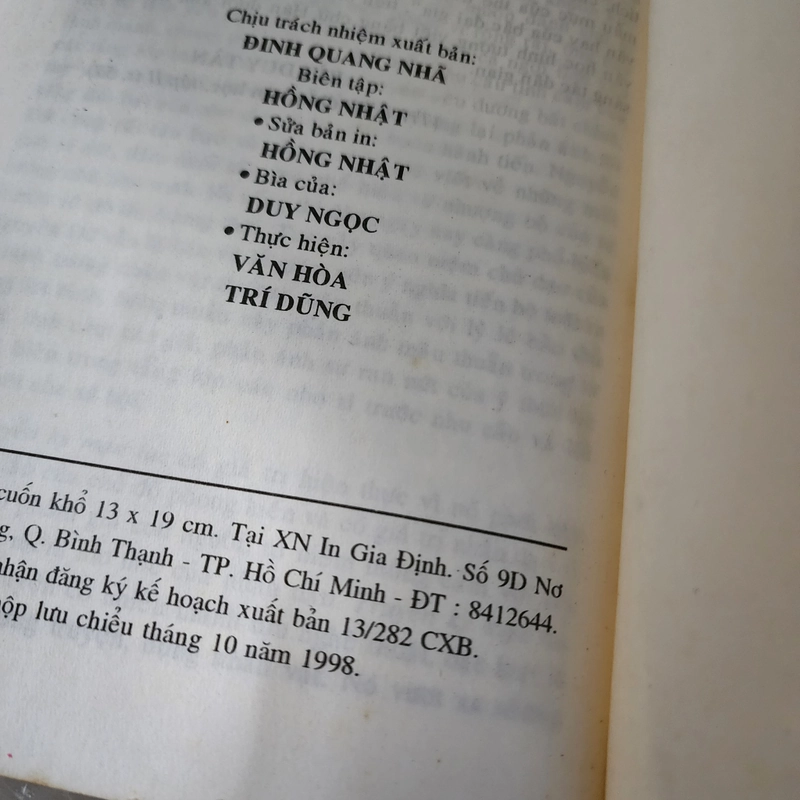 Chịu trách nhiệm xuất bản:
ĐINH QUANG NHÃ
Biên tập:
HỒNG NHẬT
• Sửa bản in:
HỒNG NHẬT
• Bìa của:
DUY NGỌC
• Thực hiện:
VĂN HÒA
TRÍ DŨNG
cuốn khổ 13 x 19 cm. Tại XN In Gia Định. Số 9D Nơ
Q. Bình Thạnh - TP. Hồ Chí Minh - ĐT : 8412644.
đăng ký kế hoạch xuất bản 13/282 CXB.
lưu chiểu tháng 10 năm 1998.